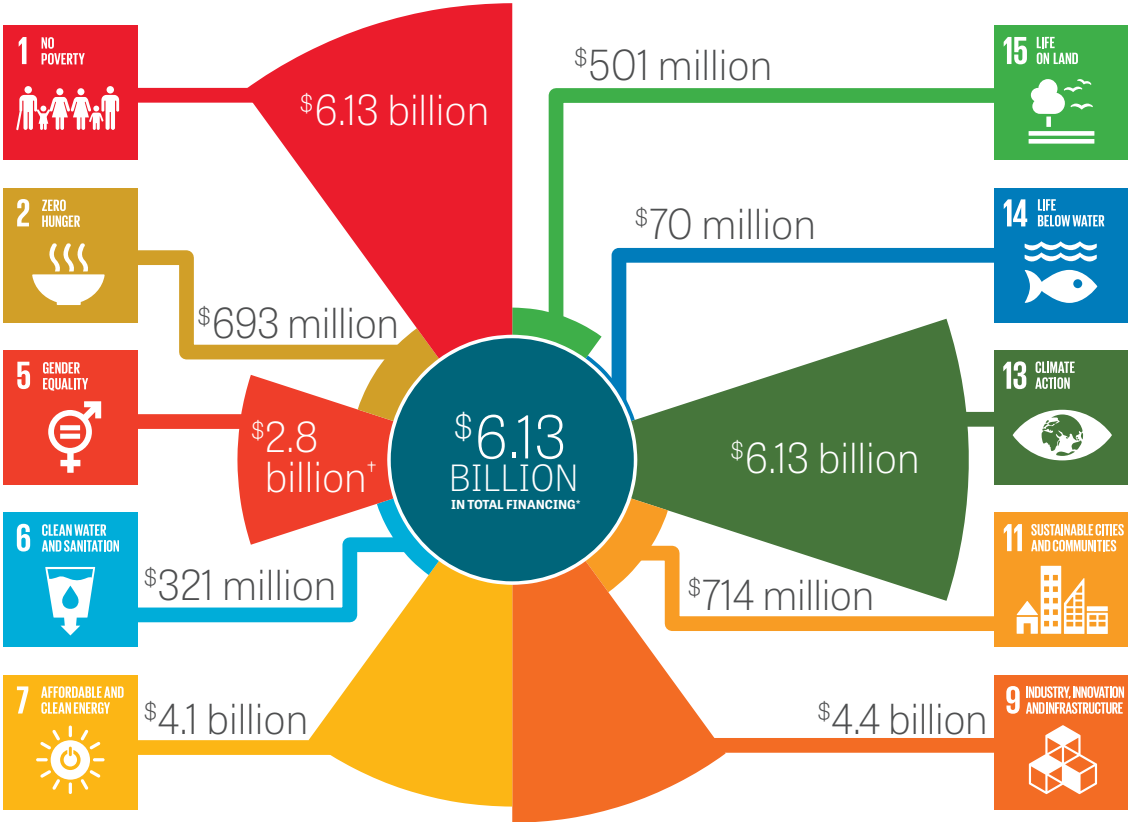 1 NO
POVERTY
$6.13 billion
2 ZERO
HUNGER
$693 million
5 GENDER
EQUALITY
$2.8
billion†
6 CLEAN WATER
AND SANITATION
$321 million
7 AFFORDABLE AND
CLEAN ENERGY
$4.1 billion
$6.13
BILLION
IN TOTAL FINANCING*
$501 million
15 LIFE
ON LAND
$70 million
14 LIFE
BELOW WATER
$6.13 billion
13 CLIMATE
ACTION
$714 million
11 SUSTAINABLE CITIES
AND COMMUNITIES
$4.4 billion
9 INDUSTRY, INNOVATION
AND INFRASTRUCTURE